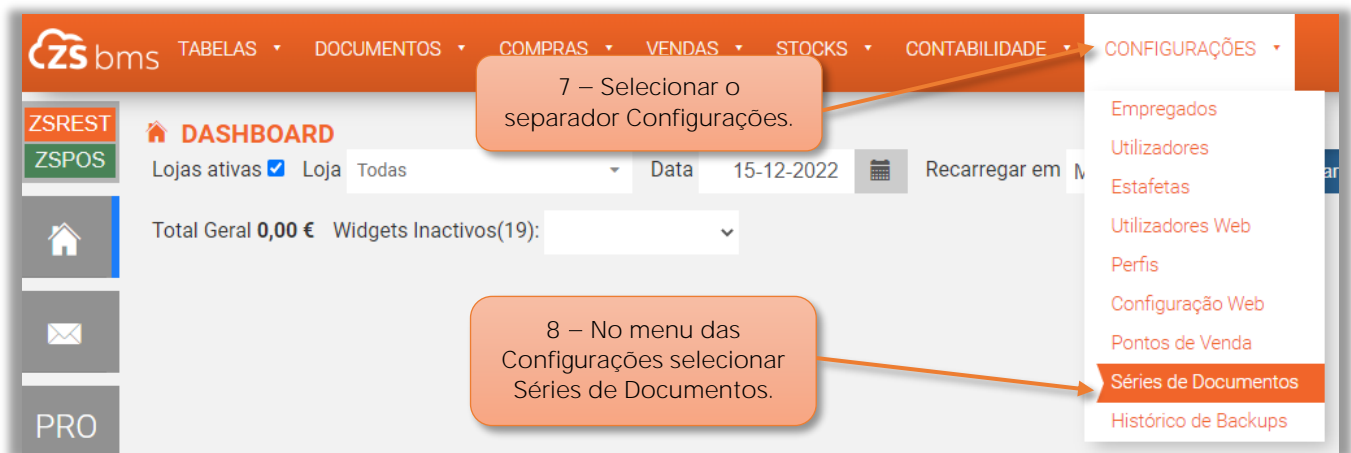 ZS bms TABELAS DOCUMENTOS COMPRAS VENDAS STOCKS CONTABILIDADE CONFIGURAÇÕES
7 – Selecionar o
separador Configurações.
ZSREST
ZSPOS
DASHBOARD
Lojas ativas Loja Todas Data 15-12-2022 Recarregar em
Total Geral 0,00 € Widgets Inactivos(19):
Empregados
Utilizadores
Estafetas
Utilizadores Web
Perfis
Configuração Web
Pontos de Venda
Séries de Documentos
Histórico de Backups
8 – No menu das
Configurações selecionar
Séries de Documentos.
PRO